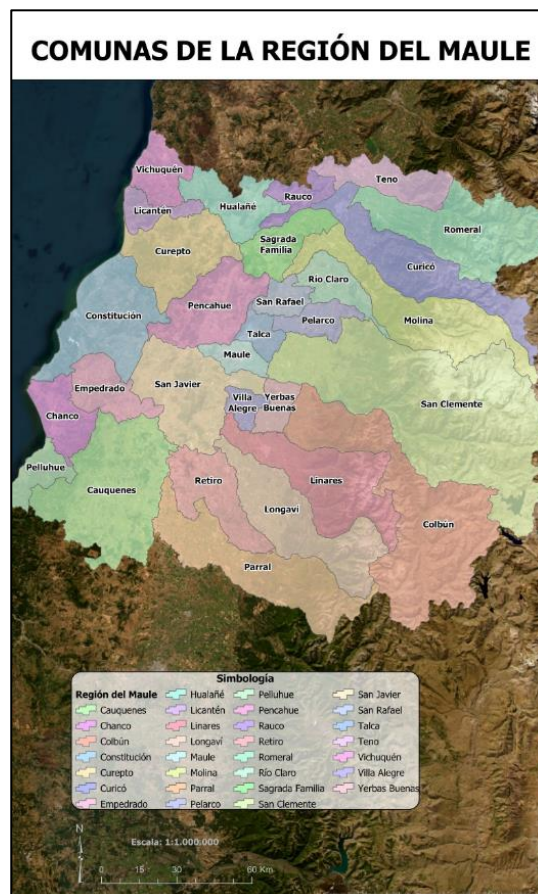 COMUNAS DE LA REGIÓN DEL MAULE
Vichuquén
Teno
Licantén
Hualañé
Rauco
Romeral
Sagrada
Familia
Curepto
Curicó
Río Claro
San Rafael
Pencahue
Constitución
Pelarco
Molina
Talca
Maule
San Javier
Empedrado
Villa
Alegre
Yerbas
Buenas
San Clemente
Chanco
Pelluhue
Cauquenes
Retiro
Linares
Longaví
Colbún
Parral
Simbología
Región del Maule
Cauquenes
Chanco
Colbún
Constitución
Curepto
Curicó
Empedrado
Hualañé
Licantén
Linares
Longaví
Maule
Molina
Parral
Pelarco
Pelluhue
Pencahue
Rauco
Retiro
Romeral
Río Claro
Sagrada Familia
San Clemente
San Javier
San Rafael
Talca
Teno
Vichuquén
Villa Alegre
Yerbas Buenas
N
Escala: 1:1.000.000
0 15 30 60 Km